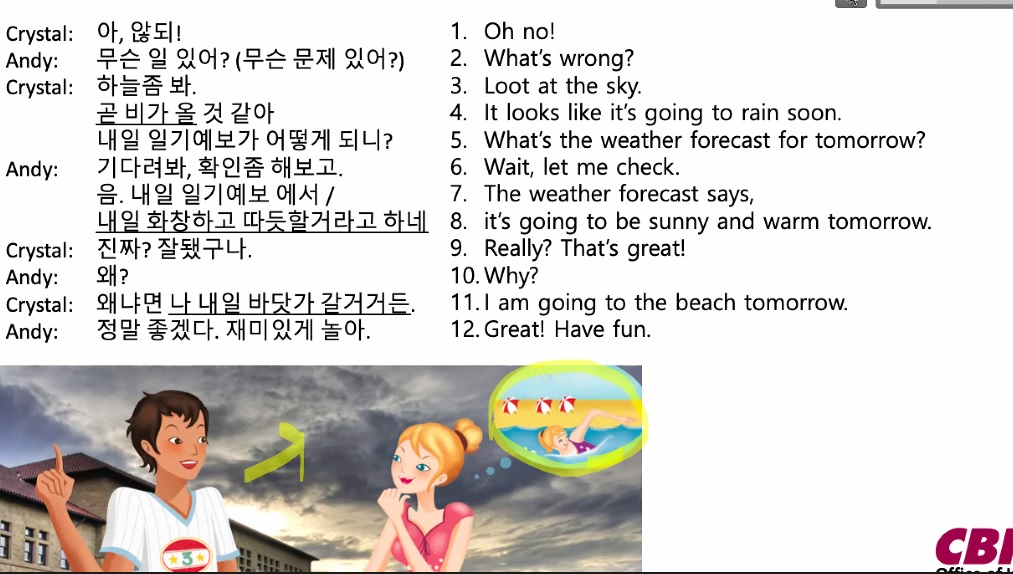 Crystal: 아, 않되! 1. Oh no!
Andy: 무슨 일 있어? (무슨 문제 있어?) 2. What's wrong?
Crystal: 하늘좀 봐. 3. Loot at the sky.
곧 비가 올 것 같아 4. It looks like it's going to rain soon.
내일 일기예보가 어떻게 되니? 5. What's the weather forecast for tomorrow?
Andy: 기다려봐, 확인좀 해보고. 6. Wait, let me check.
음. 내일 일기예보 에서 / 7. The weather forecast says,
내일 화창하고 따듯할거라고 하네 8. it's going to be sunny and warm tomorrow.
Crystal: 진짜? 잘됐구나. 9. Really? That's great!
Andy: 왜? 10. Why?
Crystal: 왜냐면 나 내일 바닷가 갈거거든. 11. I am going to the beach tomorrow.
Andy: 정말 좋겠다. 재미있게 놀아. 12. Great! Have fun.
3